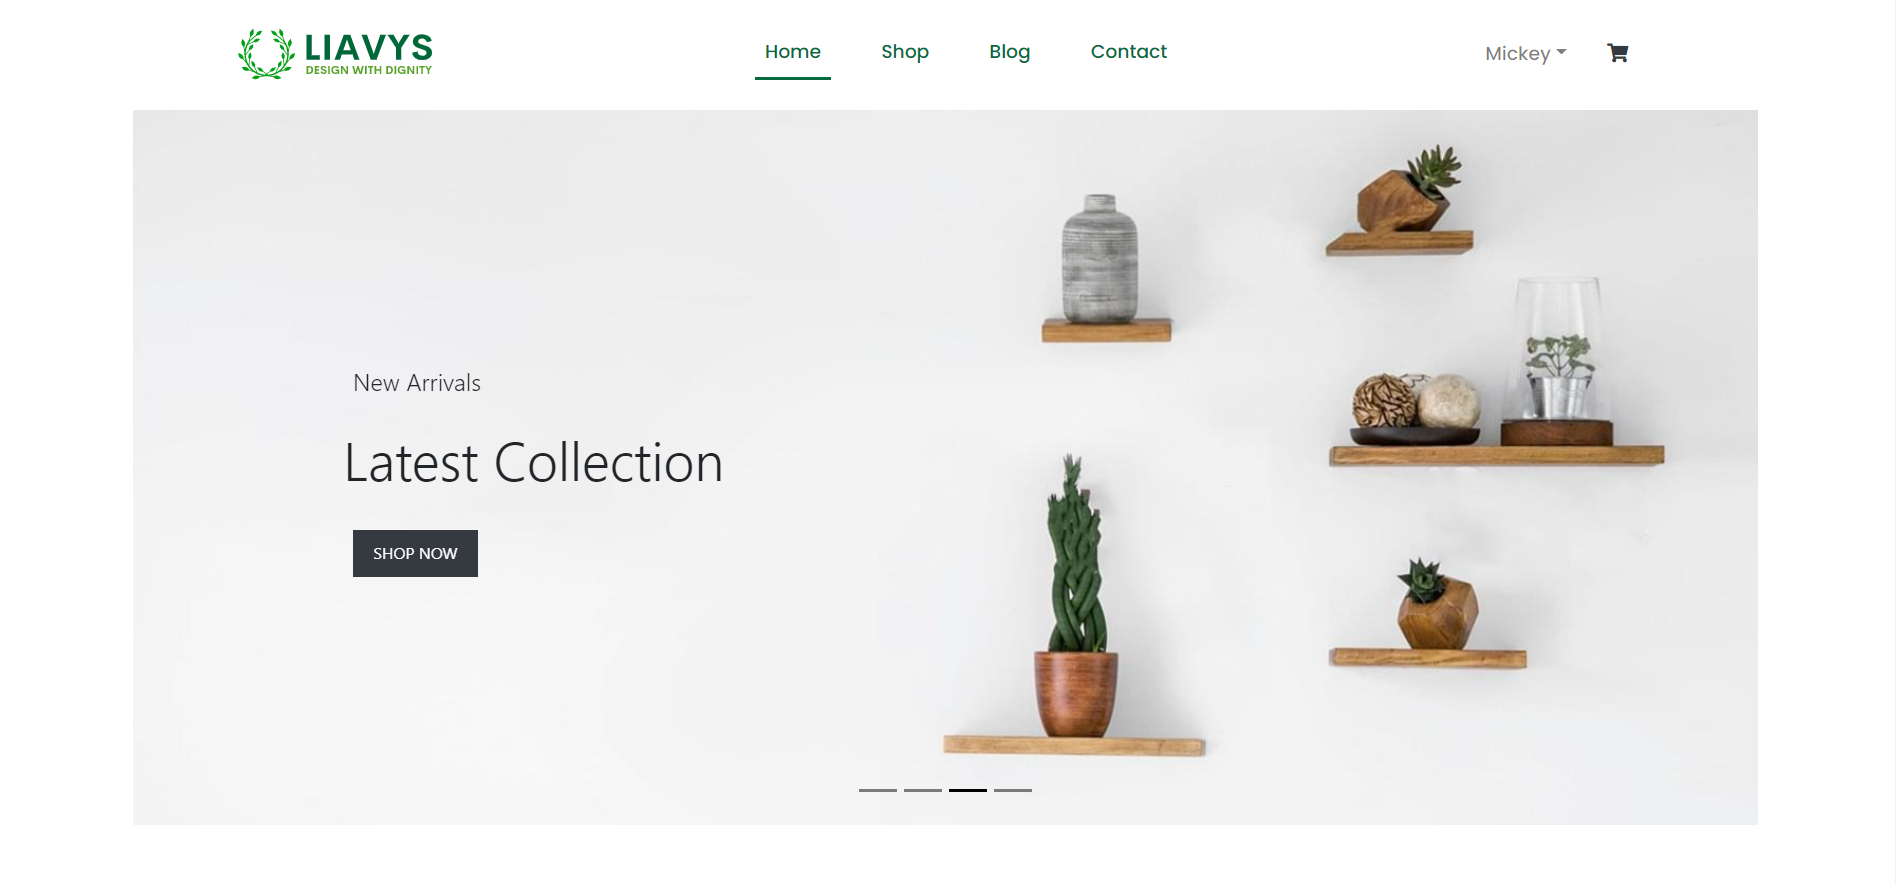 LIAVYS
DESIGN WITH DIGNITY
Home Shop Blog Contact
Mickey
New Arrivals
Latest Collection
SHOP NOW